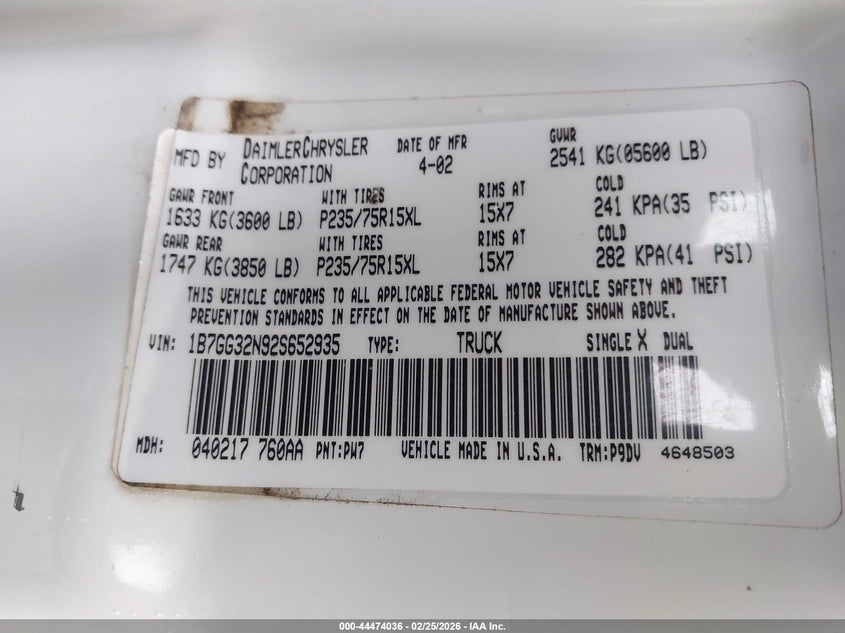 MFD BY DAIMLERCHRYSLER CORPORATION DATE OF MFR 4-02 GVWR 2541 KG(05600 LB)
GAWR FRONT WITH TIRES RIMS AT COLD
1633 KG(3600 LB) P235/75R15XL 15X7 241 KPA(35 PSI)
GAWR REAR WITH TIRES RIMS AT COLD
1747 KG(3850 LB) P235/75R15XL 15X7 282 KPA(41 PSI)
THIS VEHICLE CONFORMS TO ALL APPLICABLE FEDERAL MOTOR VEHICLE SAFETY AND THEFT
PREVENTION STANDARDS IN EFFECT ON THE DATE OF MANUFACTURE SHOWN ABOVE.
VIN: 1B7GG32N92S652935 TYPE: TRUCK SINGLE X DUAL
MDH: 040217 760AA PNT:PW7 VEHICLE MADE IN U.S.A. TRM:P9DV 4648503
000-44474036 - 02/25/2026 - IAA Inc.